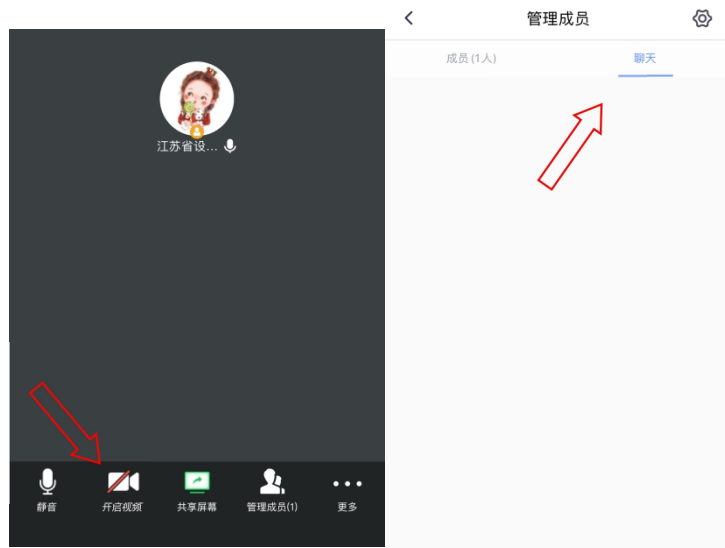 江苏省设...
静音
开启视频
共享屏幕
管理成员(1)
更多
管理成员
成员(1人)
聊天